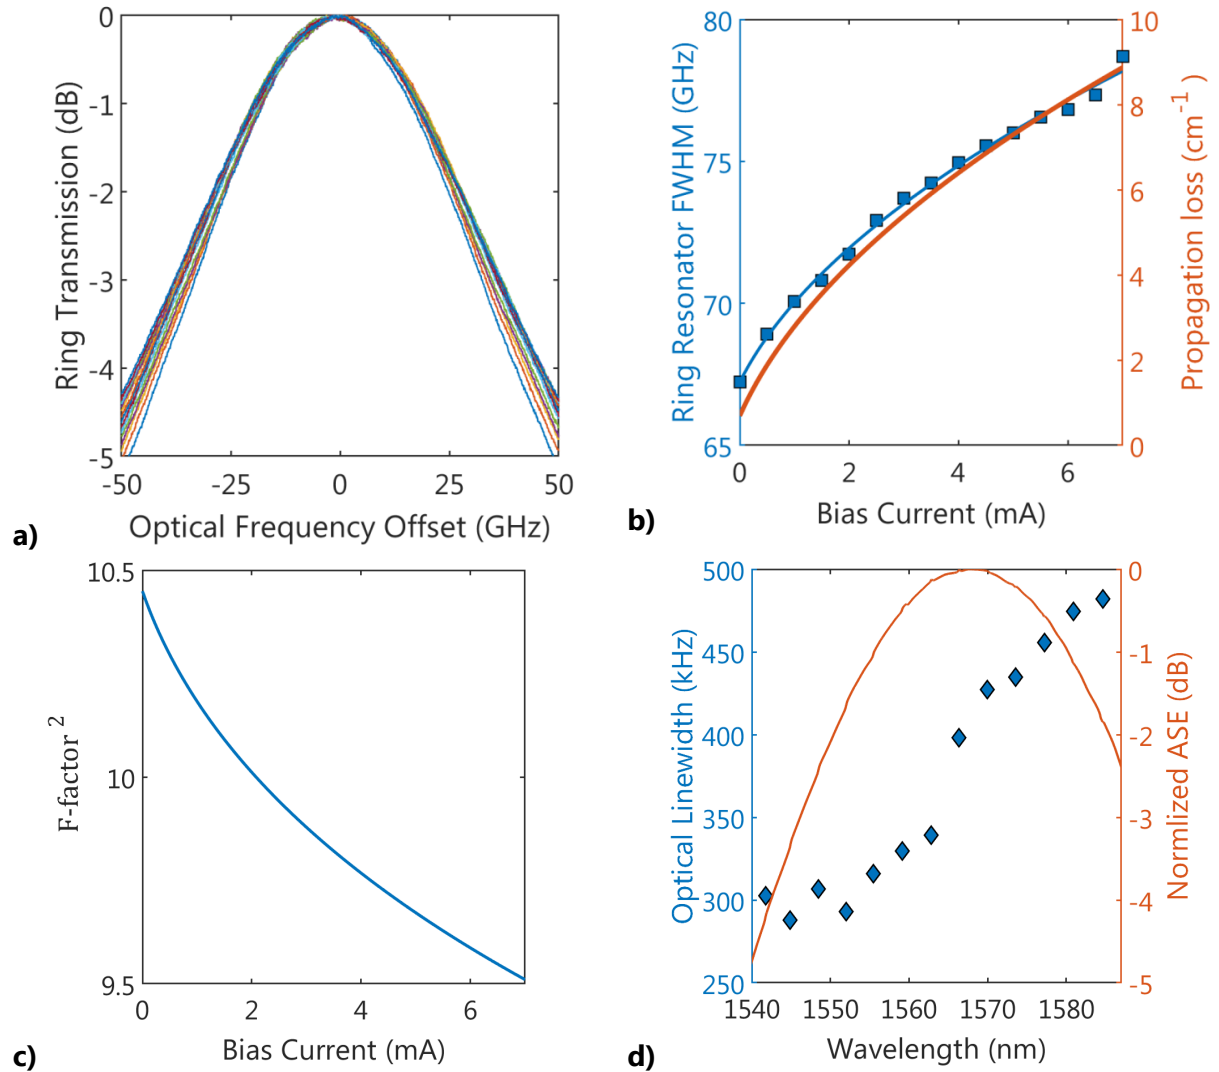 Ring Transmission (dB)
0
-1
-2
-3
-4
-5
-50 -25 0 25 50
Optical Frequency Offset (GHz)
a)
Ring Resonator FWHM (GHz)
80
75
70
65
10
8
6
4
2
0
Propagation loss (cm-1)
0 2 4 6
Bias Current (mA)
b)
F-factor 2
10.5
10
9.5
0 2 4 6
Bias Current (mA)
c)
Optical Linewidth (kHz)
500
450
400
350
300
250
0
-1
-2
-3
-4
-5
Normlized ASE (dB)
1540 1550 1560 1570 1580
Wavelength (nm)
d)